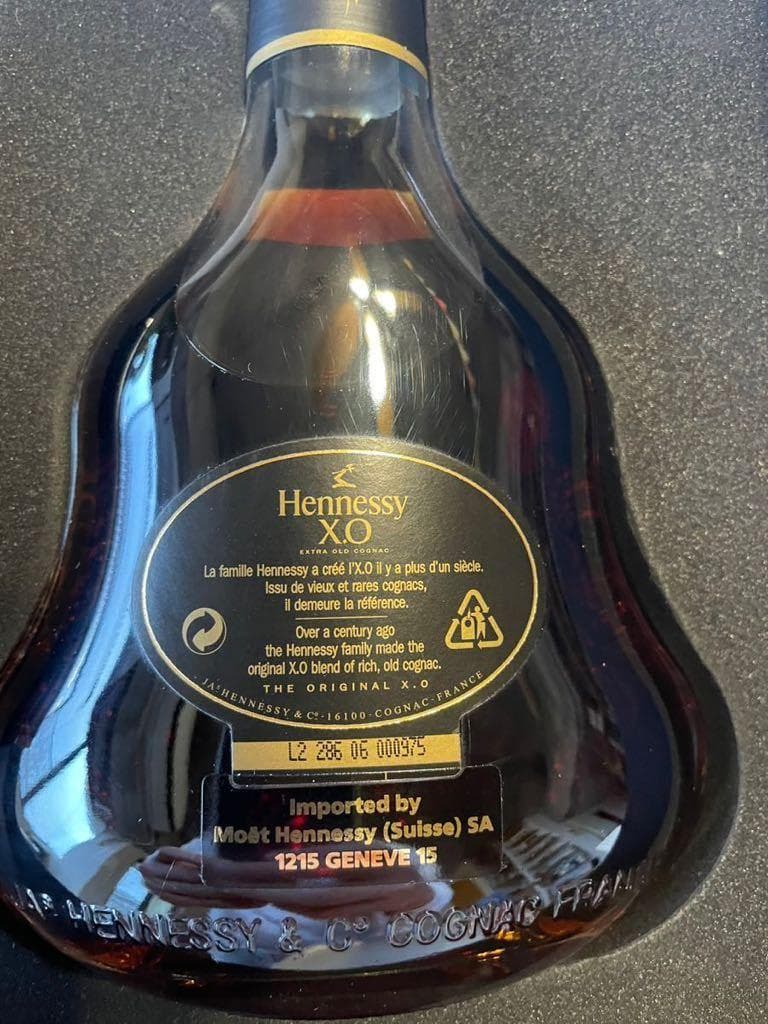 Hennessy
X.O
EXTRA OLD COGNAC
La famille Hennessy a créé l'X.O il y a plus d'un siècle.
Issu de vieux et rares cognacs,
il demeure la référence.
Over a century ago
the Hennessy family made the
original X.O blend of rich, old cognac.
THE ORIGINAL X.O
JAS HENNESSY & Cº · 16100 - COGNAC - FRANCE
L2 286 06 000975
Imported by
Moët Hennessy (Suisse) SA
1215 GENEVE 15
JAS HENNESSY & Cº COGNAC FRANCE